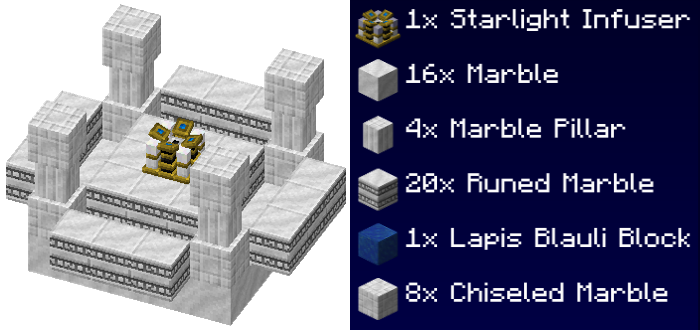 1x Starlight Infuser
16x Marble
4x Marble Pillar
20x Runed Marble
1x Lapis Blauli Block
8x Chiseled Marble